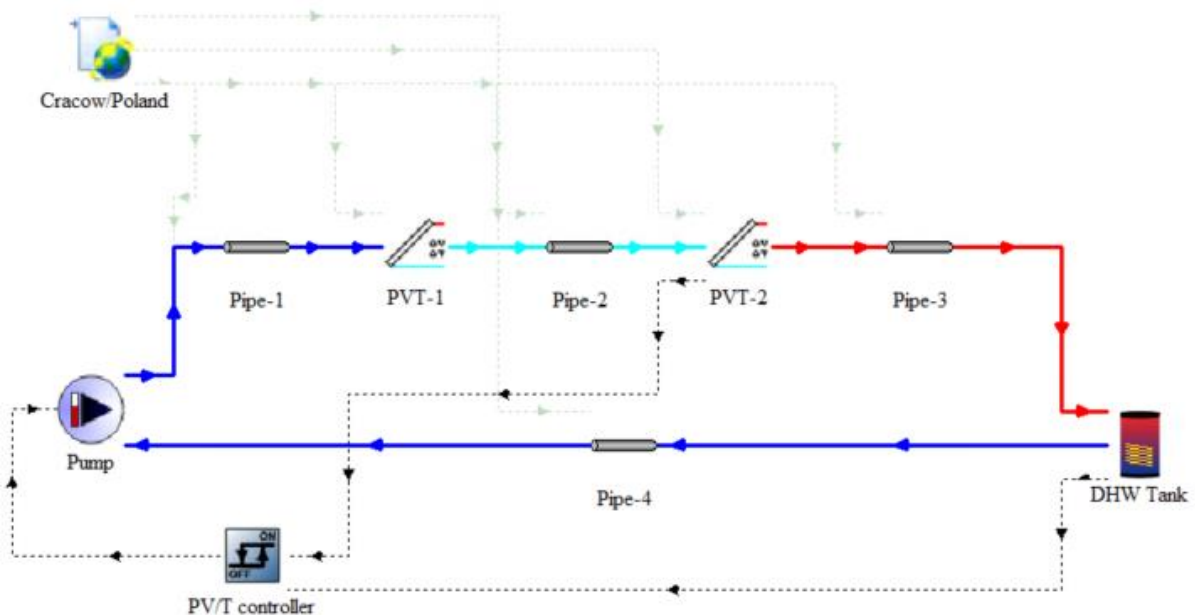 Cracow/Poland
Pipe-1
PVT-1
Pipe-2
PVT-2
Pipe-3
Pump
Pipe-4
DHW Tank
ON
OFF
PV/T controller